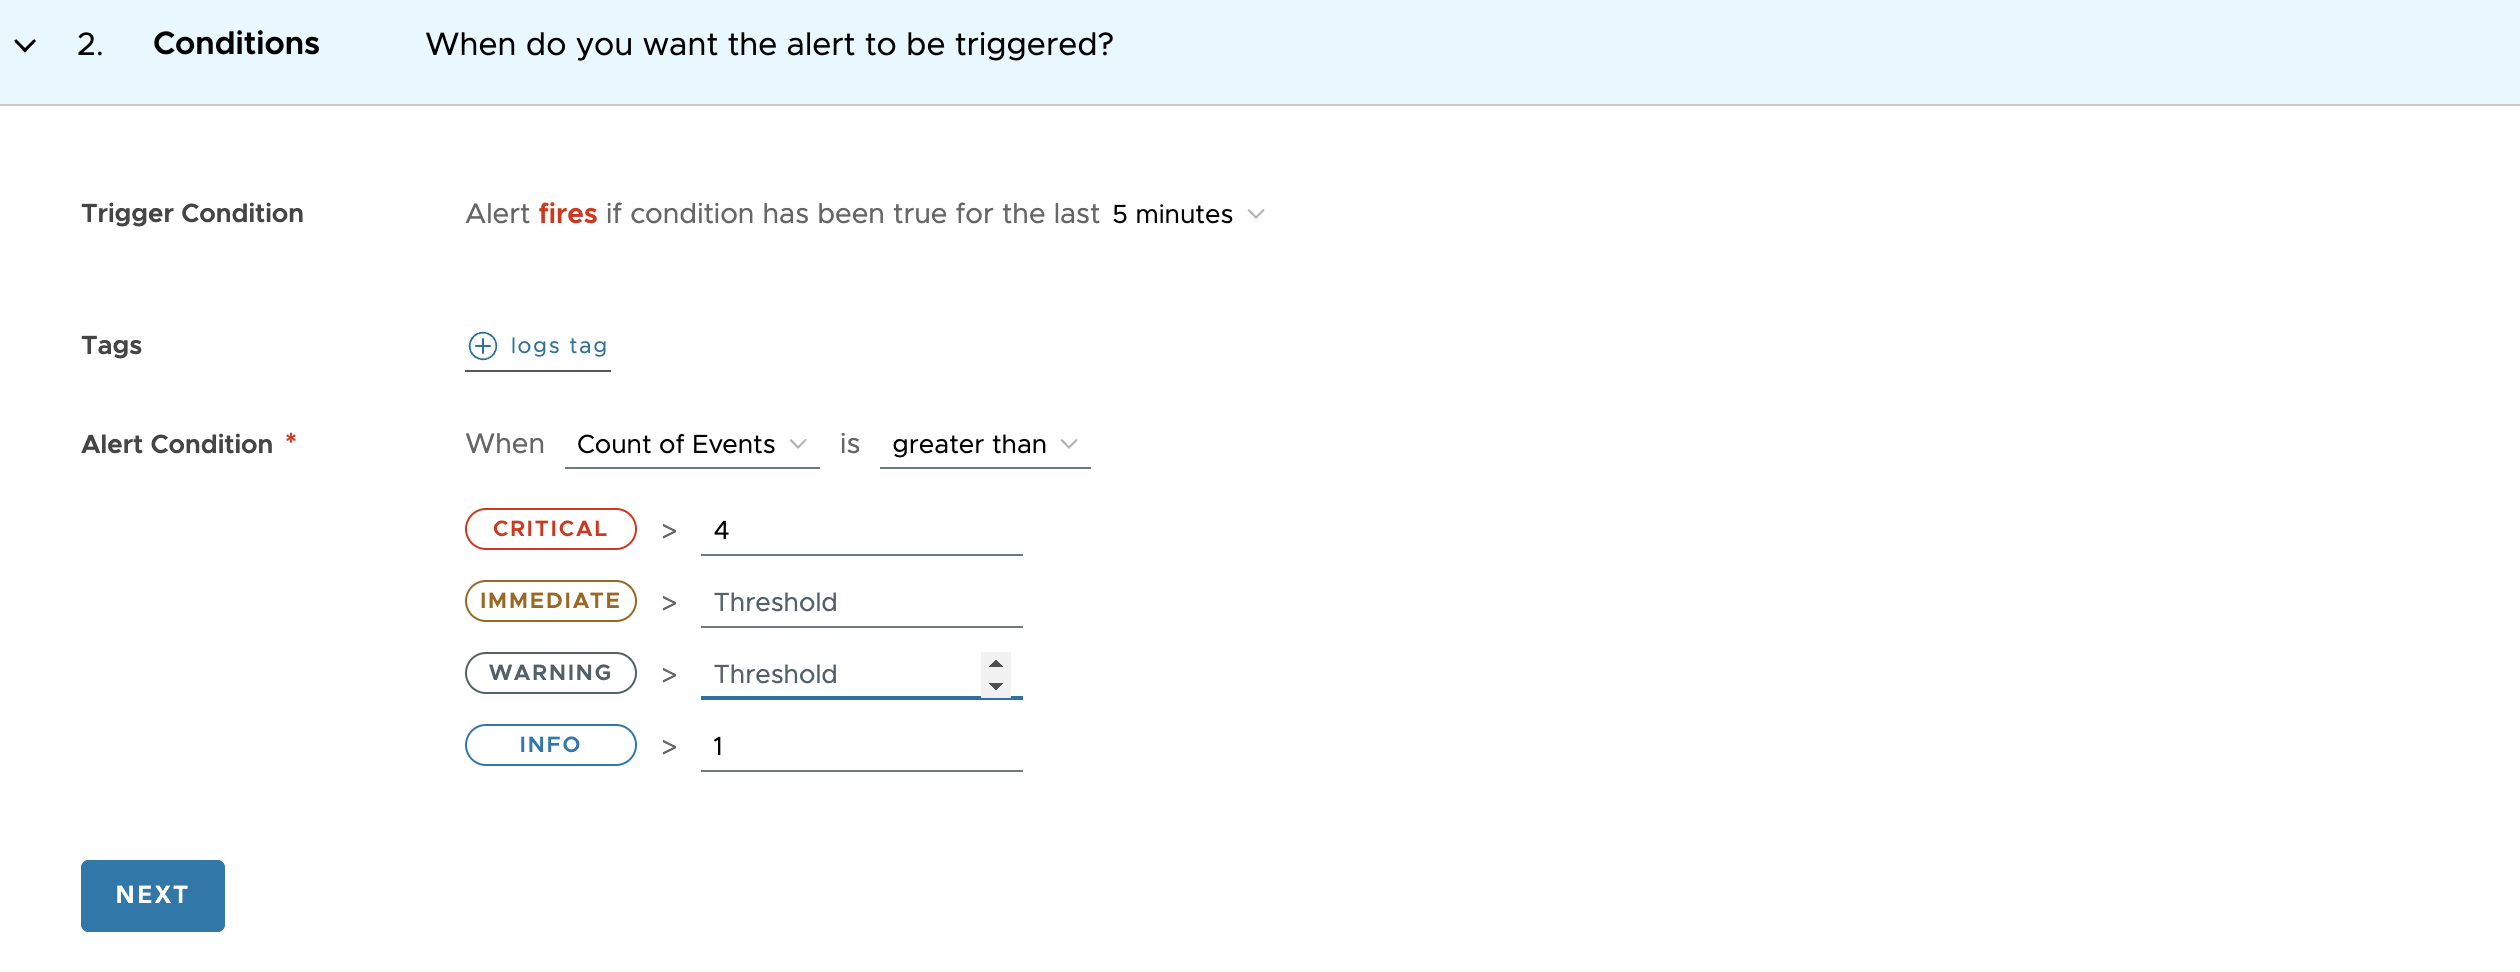 2. Conditions When do you want the alert to be triggered?
Trigger Condition Alert fires if condition has been true for the last 5 minutes
Tags logs tag
Alert Condition * When Count of Events is greater than
CRITICAL > 4
IMMEDIATE > Threshold
WARNING > Threshold
INFO > 1
NEXT